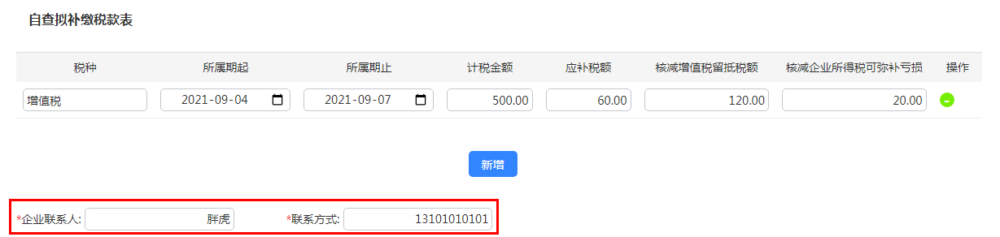 自查拟补缴税款表
税种 所属期起 所属期止 计税金额 应补税额 核减增值税留抵税额 核减企业所得税可弥补亏损 操作
增值税 2021-09-04 2021-09-07 500.00 60.00 120.00 20.00
新增
*企业联系人: 胖虎 *联系方式: 13101010101